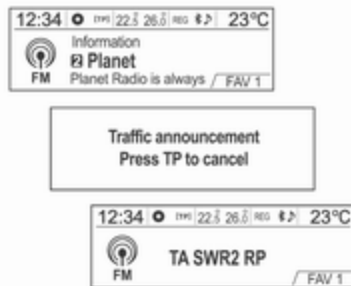 12:34 [TP] 22.5 26.0 REG 23°C
Information
2 Planet
FM Planet Radio is always FAV 1
Traffic announcement
Press TP to cancel
12:34 [TP] 22.5 26.0 REG 23°C
TA SWR2 RP
FM
FAV 1